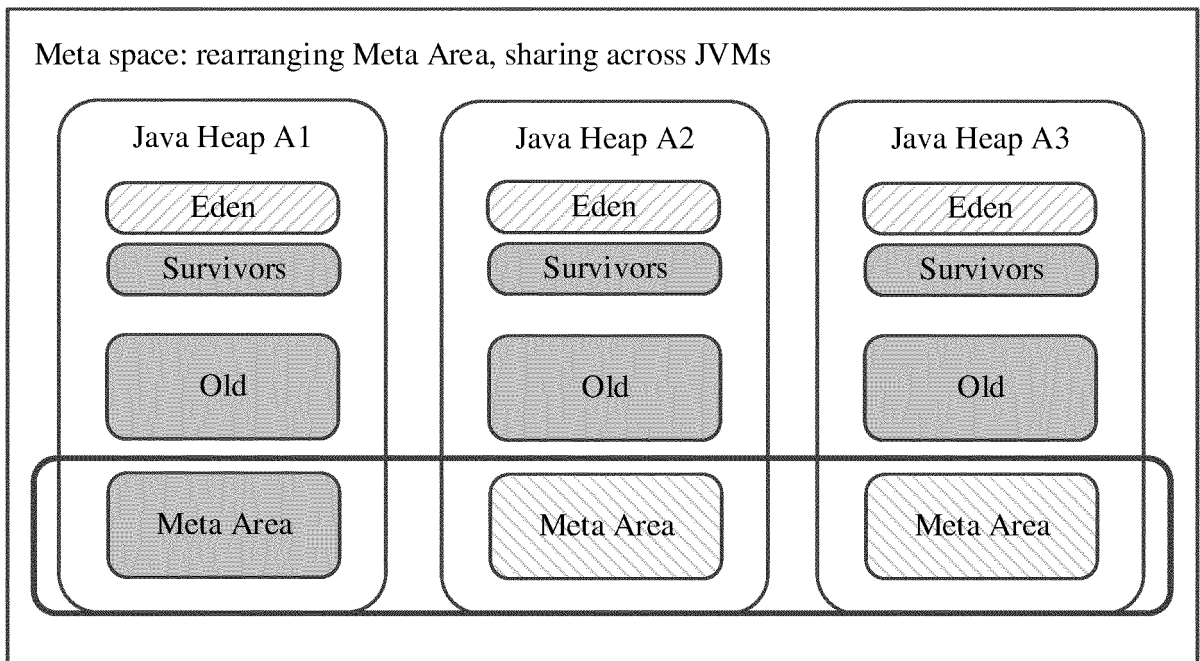 Meta space: rearranging Meta Area, sharing across JVMs
Java Heap A1
Eden
Survivors
Old
Meta Area
Java Heap A2
Eden
Survivors
Old
Meta Area
Java Heap A3
Eden
Survivors
Old
Meta Area